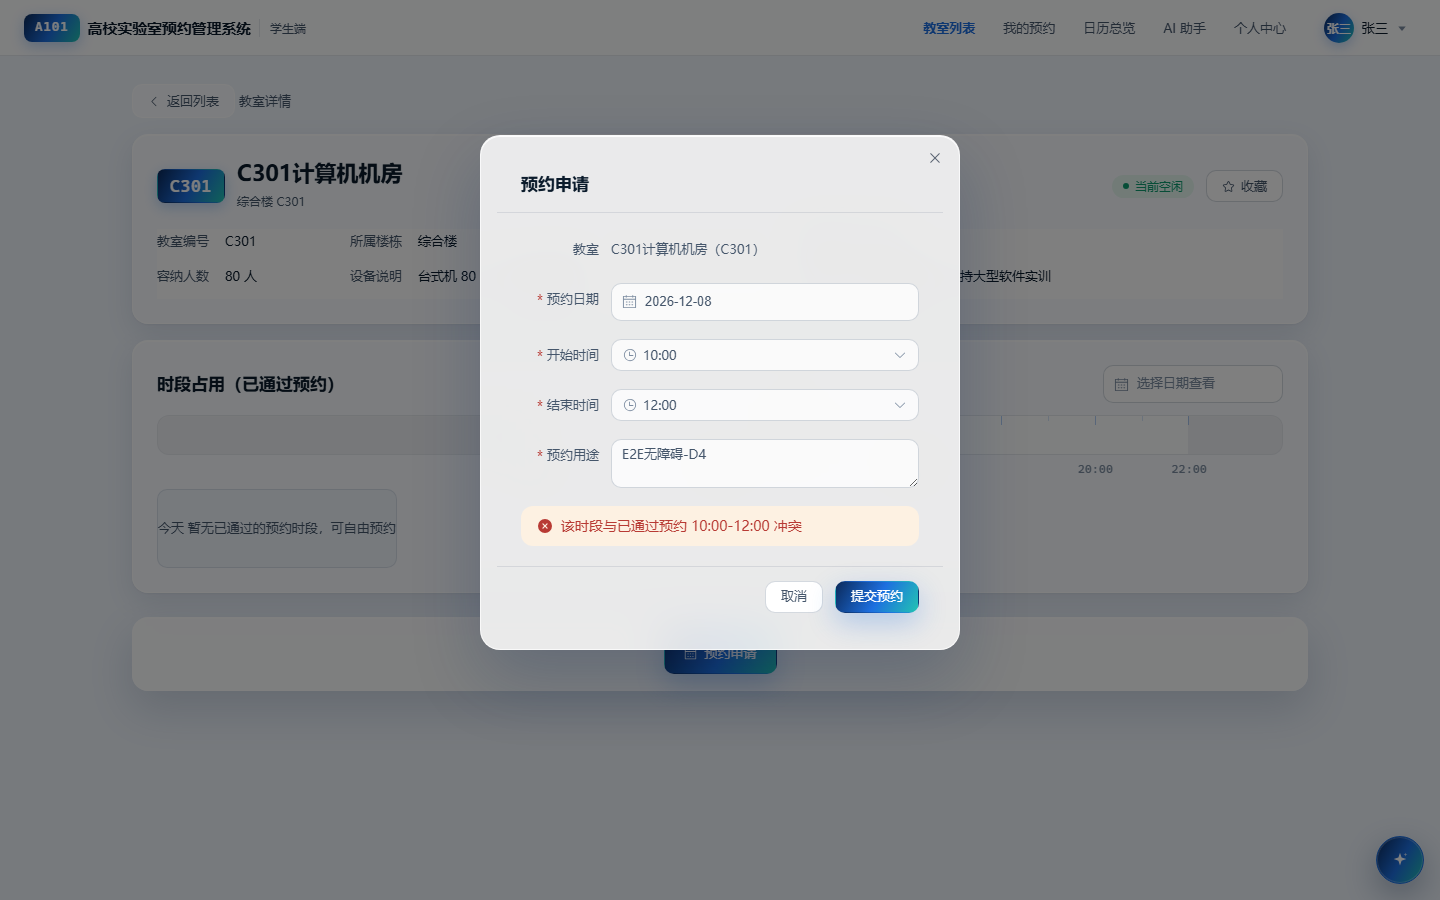 A101 高校实验室预约管理系统 学生端 教室列表 我的预约 日历总览 AI 助手 个人中心 张三 张三
返回列表 教室详情
C301 C301计算机机房
综合楼 C301
当前空闲 收藏
教室编号 C301 所属楼栋 综合楼
容纳人数 80 人 设备说明 台式机 80 持大型软件实训
时段占用（已通过预约）
选择日期查看
20:00 22:00
今天 暂无已通过的预约时段，可自由预约
预约申请
教室 C301计算机机房（C301）
* 预约日期 2026-12-08
* 开始时间 10:00
* 结束时间 12:00
* 预约用途 E2E无障碍-D4
该时段与已通过预约 10:00-12:00 冲突
取消 提交预约
预约申请